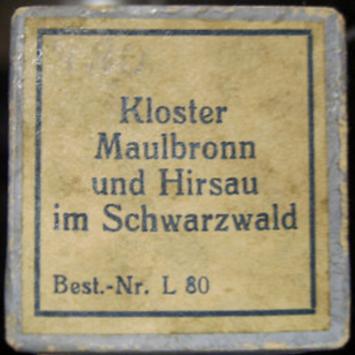 Kloster
Maulbronn
und Hirsau
im Schwarzwald
Best.-Nr. L 80